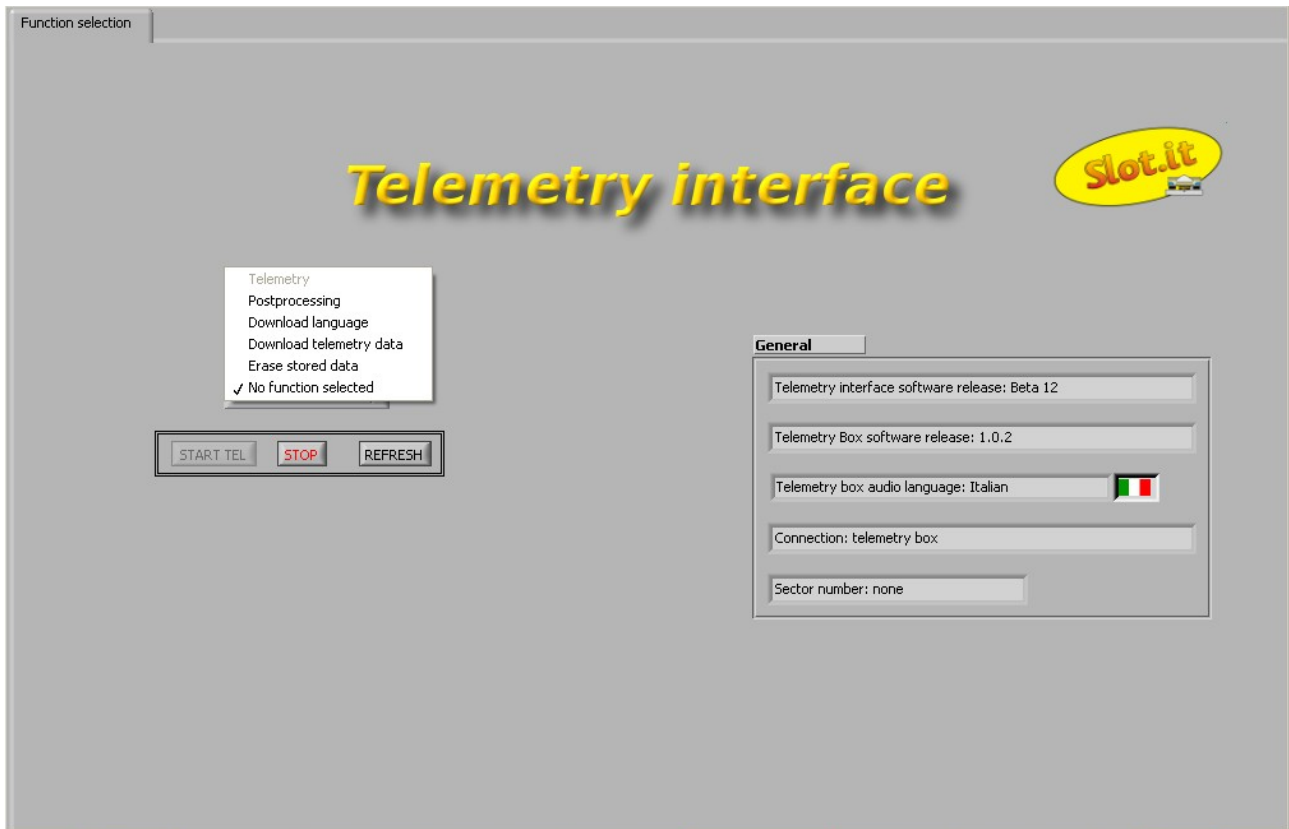 Function selection
Telemetry interface
Slot.it
Telemetry
Postprocessing
Download language
Download telemetry data
Erase stored data
✓ No function selected
START TEL STOP REFRESH
General
Telemetry interface software release: Beta 12
Telemetry Box software release: 1.0.2
Telemetry box audio language: Italian
Connection: telemetry box
Sector number: none